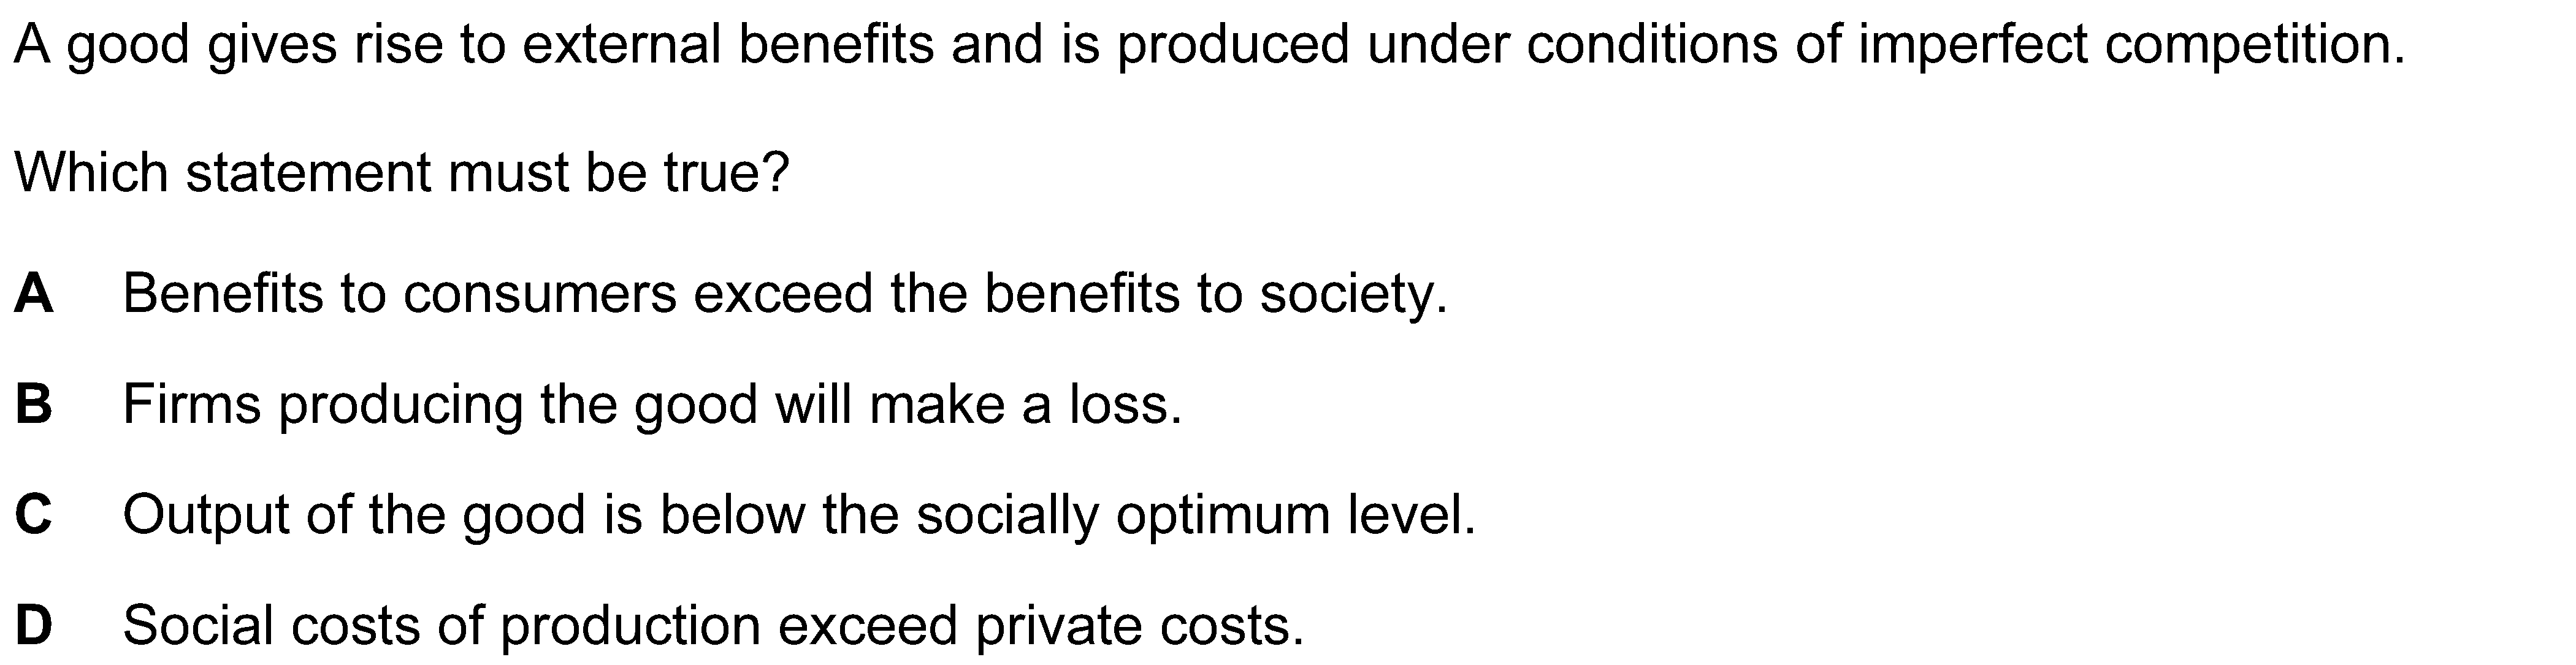 A good gives rise to external benefits and is produced under conditions of imperfect competition.
Which statement must be true?
A Benefits to consumers exceed the benefits to society.
B Firms producing the good will make a loss.
C Output of the good is below the socially optimum level.
D Social costs of production exceed private costs.